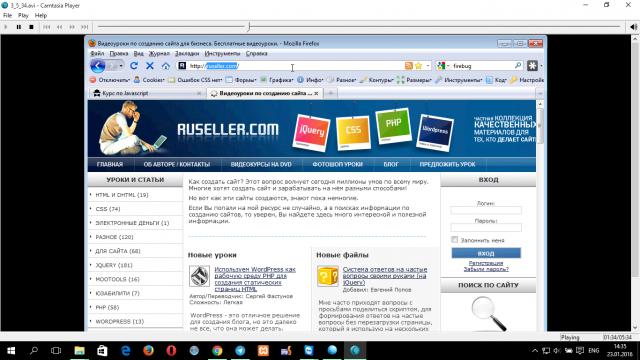 3_5_34.avi - Camtasia Player
File Play Help
Видеоуроки по созданию сайта для бизнеса. Бесплатные видеоуроки. - Mozilla Firefox
Файл Правка Вид Журнал Закладки Инструменты Справка
http://ruseller.com/
firebug
Отключить Cookies Ошибок CSS нет Формы Графика Инфо Разное Контуры Размеры Инструменты Код Настройк
Курс по Javascript
Видеоуроки по созданию сайта ...
RUSELLER.COM
jQuery
CSS
PHP
Wordpress
ЧАСТНАЯ КОЛЛЕКЦИЯ
КАЧЕСТВЕННЫХ
МАТЕРИАЛОВ ДЛЯ
ТЕХ, КТО ДЕЛАЕТ САЙТ
ГЛАВНАЯ
ОБ АВТОРЕ / КОНТАКТЫ
ВИДЕОКУРСЫ НА DVD
ФОТОШОП УРОКИ
БЛОГ
ПРЕДЛОЖИТЬ УРОК
УРОКИ И СТАТЬИ
HTML И DHTML (19)
CSS (74)
ЭЛЕКТРОННЫЕ ДЕНЬГИ (1)
РАЗНОЕ (120)
ДЛЯ САЙТА (68)
JQUERY (181)
MOOTOOLS (16)
ЮЗАБИЛИТИ (7)
PHP (158)
WORDPRESS (13)
Как создать сайт? Этот вопрос волнует сегодня миллионы умов по всему миру.
Многие хотят создать сайт и зарабатывать на нём разными способами!
Но вот как эти сайты создаются, знают пока немногие.
Если Вы попали на мой ресурс не случайно, а в поисках информации по
созданию сайтов, то уверен, Вы найдете здесь много интересной и полезной
информации.
Новые уроки
Используем WordPress как
рабочую среду PHP для
создания статических
страниц HTML
Автор/Переводчик: Сергей Фастунов
Сложность: Легкая
WordPress - это отличное решение
для создания блога, но это далеко
не все, что она может делать.
Новые файлы
Система ответов на частые
вопросы своими руками (на
jQuery)
Добавил: Евгений Попов
Мне часто приходят вопросы с
просьбами поделиться скриптом, для
формирования ответов на частые
вопросы без перезагрузки страницы,
который я использую на нескольких
ВХОД
Логин:
Пароль:
Запомнить меня
ВХОД
Регистрация
Забыли пароль?
ПОИСК ПО САЙТУ
Playing
01:34/05:34
ENG
14:35
23.01.2018